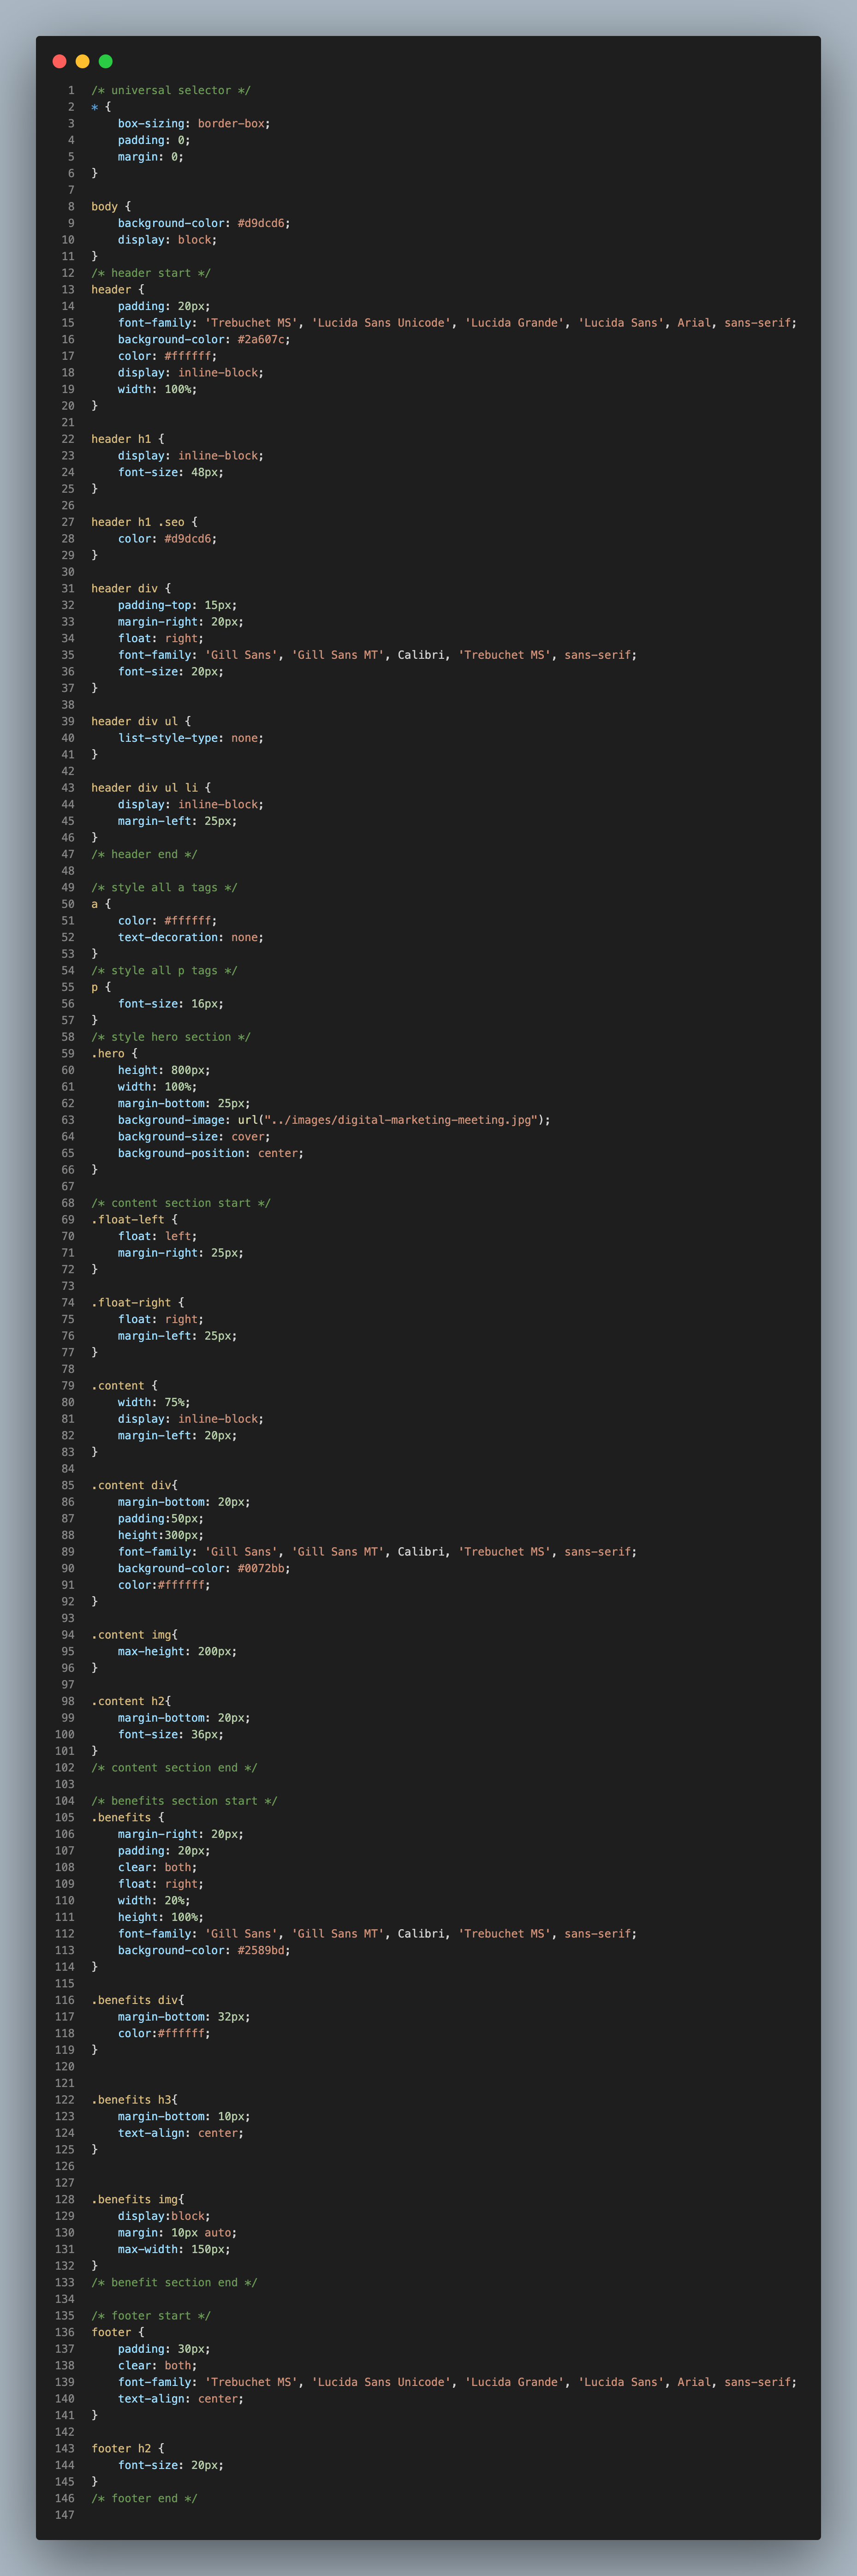 1 /* universal selector */
2 * {
3     box-sizing: border-box;
4     padding: 0;
5     margin: 0;
6 }
7
8 body {
9     background-color: #d9dcd6;
10     display: block;
11 }
12 /* header start */
13 header {
14     padding: 20px;
15     font-family: 'Trebuchet MS', 'Lucida Sans Unicode', 'Lucida Grande', 'Lucida Sans', Arial, sans-serif;
16     background-color: #2a607c;
17     color: #ffffff;
18     display: inline-block;
19     width: 100%;
20 }
21
22 header h1 {
23     display: inline-block;
24     font-size: 48px;
25 }
26
27 header h1 .seo {
28     color: #d9dcd6;
29 }
30
31 header div {
32     padding-top: 15px;
33     margin-right: 20px;
34     float: right;
35     font-family: 'Gill Sans', 'Gill Sans MT', Calibri, 'Trebuchet MS', sans-serif;
36     font-size: 20px;
37 }
38
39 header div ul {
40     list-style-type: none;
41 }
42
43 header div ul li {
44     display: inline-block;
45     margin-left: 25px;
46 }
47 /* header end */
48
49 /* style all a tags */
50 a {
51     color: #ffffff;
52     text-decoration: none;
53 }
54 /* style all p tags */
55 p {
56     font-size: 16px;
57 }
58 /* style hero section */
59 .hero {
60     height: 800px;
61     width: 100%;
62     margin-bottom: 25px;
63     background-image: url("../images/digital-marketing-meeting.jpg");
64     background-size: cover;
65     background-position: center;
66 }
67
68 /* content section start */
69 .float-left {
70     float: left;
71     margin-right: 25px;
72 }
73
74 .float-right {
75     float: right;
76     margin-left: 25px;
77 }
78
79 .content {
80     width: 75%;
81     display: inline-block;
82     margin-left: 20px;
83 }
84
85 .content div{
86     margin-bottom: 20px;
87     padding:50px;
88     height:300px;
89     font-family: 'Gill Sans', 'Gill Sans MT', Calibri, 'Trebuchet MS', sans-serif;
90     background-color: #0072bb;
91     color:#ffffff;
92 }
93
94 .content img{
95     max-height: 200px;
96 }
97
98 .content h2{
99     margin-bottom: 20px;
100     font-size: 36px;
101 }
102 /* content section end */
103
104 /* benefits section start */
105 .benefits {
106     margin-right: 20px;
107     padding: 20px;
108     clear: both;
109     float: right;
110     width: 20%;
111     height: 100%;
112     font-family: 'Gill Sans', 'Gill Sans MT', Calibri, 'Trebuchet MS', sans-serif;
113     background-color: #2589bd;
114 }
115
116 .benefits div{
117     margin-bottom: 32px;
118     color:#ffffff;
119 }
120
121
122 .benefits h3{
123     margin-bottom: 10px;
124     text-align: center;
125 }
126
127
128 .benefits img{
129     display:block;
130     margin: 10px auto;
131     max-width: 150px;
132 }
133 /* benefit section end */
134
135 /* footer start */
136 footer {
137     padding: 30px;
138     clear: both;
139     font-family: 'Trebuchet MS', 'Lucida Sans Unicode', 'Lucida Grande', 'Lucida Sans', Arial, sans-serif;
140     text-align: center;
141 }
142
143 footer h2 {
144     font-size: 20px;
145 }
146 /* footer end */
147